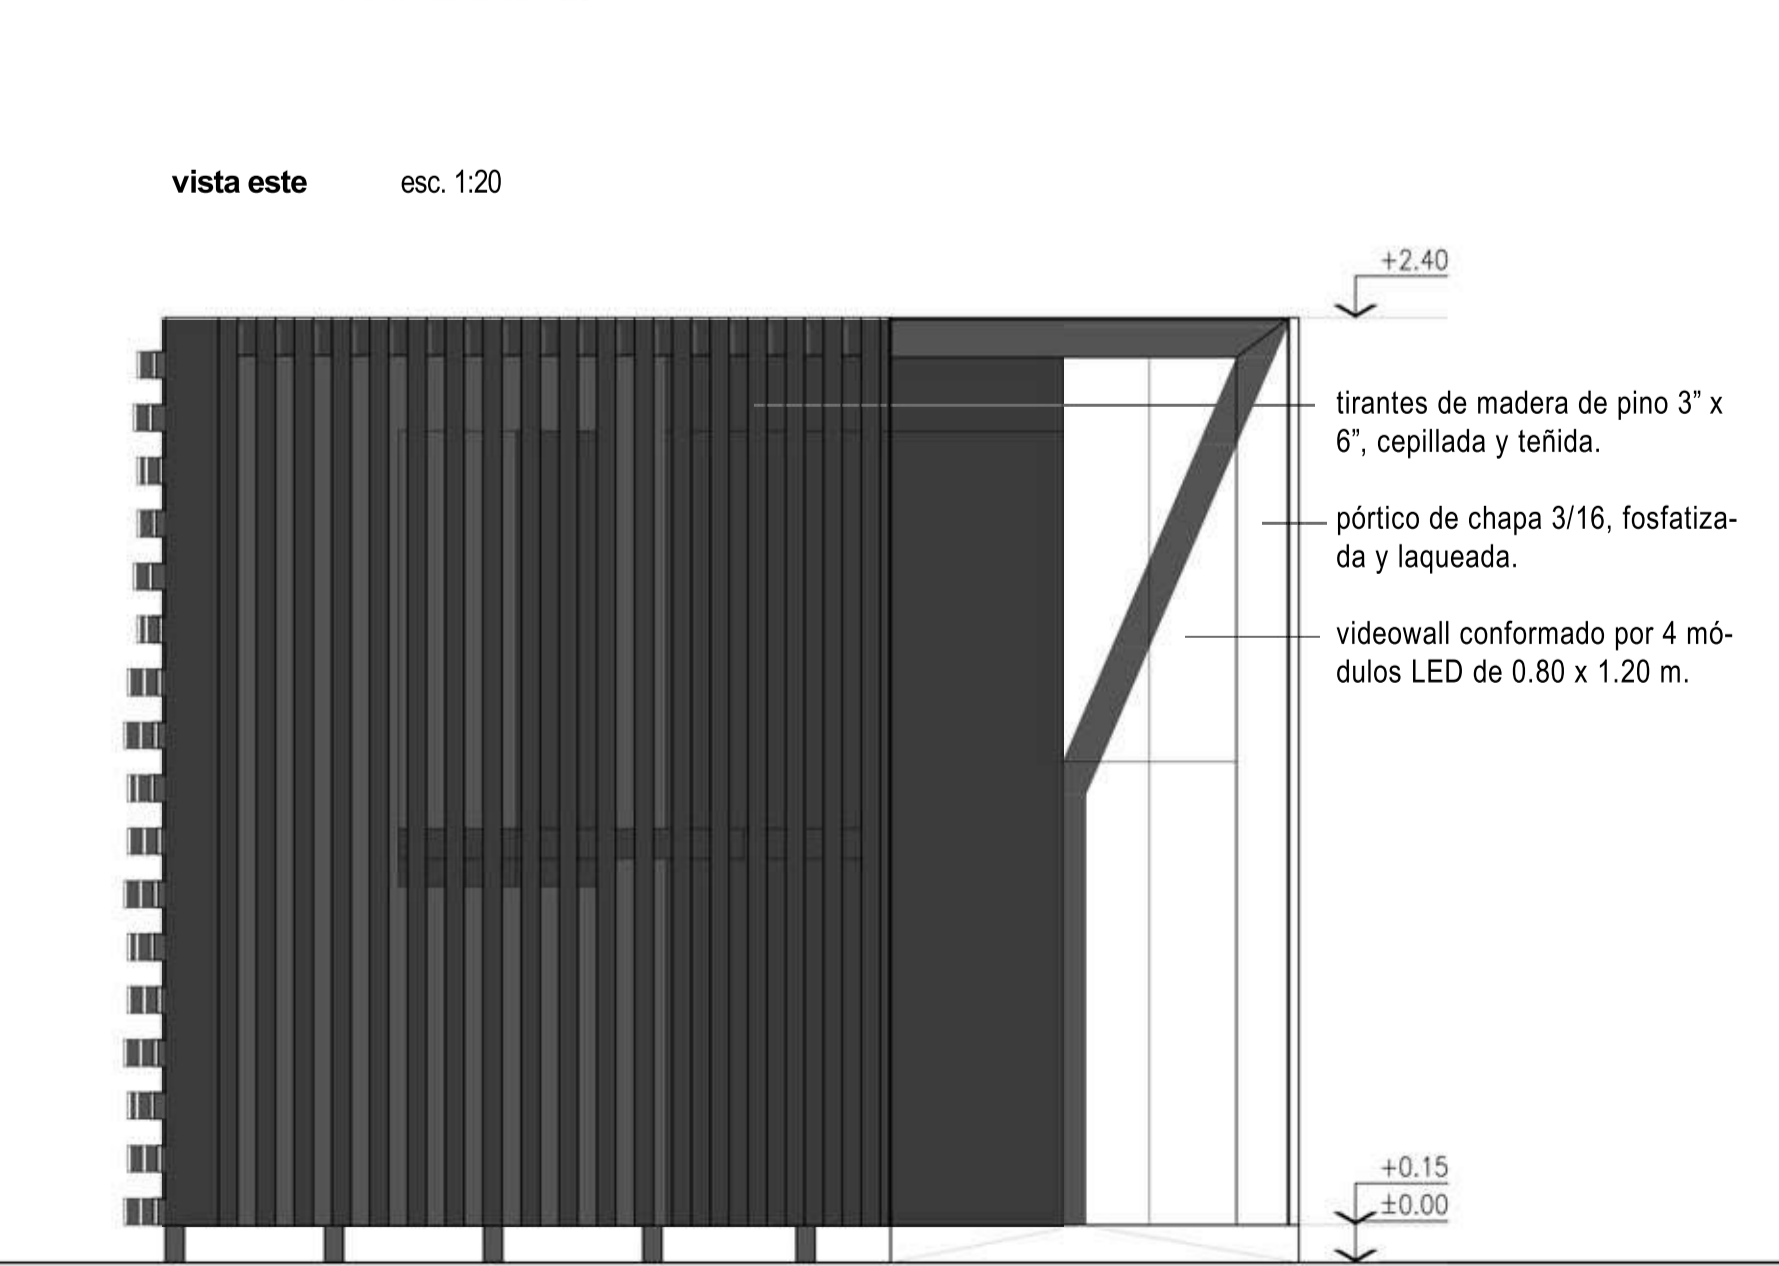 vista este esc. 1:20
+2.40
tirantes de madera de pino 3” x
6”, cepillada y teñida.
pórtico de chapa 3/16, fosfatiza-
da y laqueada.
videowall conformado por 4 mó-
dulos LED de 0.80 x 1.20 m.
+0.15
±0.00